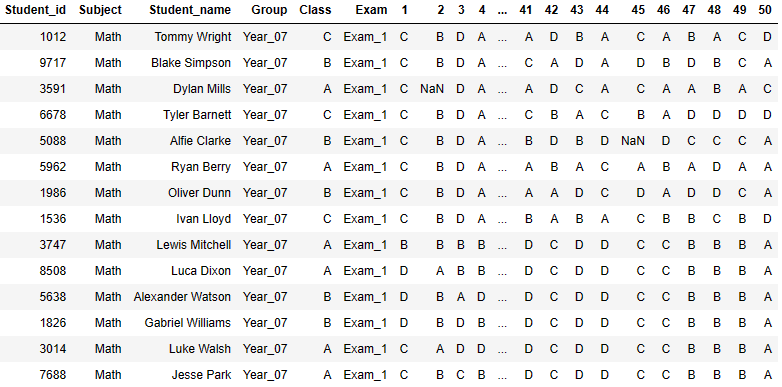 Student_id Subject Student_name Group Class Exam 1 2 3 4 ... 41 42 43 44 45 46 47 48 49 50
1012 Math Tommy Wright Year_07 C Exam_1 C B D A ... A D B A C A B A C D
9717 Math Blake Simpson Year_07 B Exam_1 C B D A ... C A D A D B D B C A
3591 Math Dylan Mills Year_07 A Exam_1 C NaN D A ... A D C A C A A B A C
6678 Math Tyler Barnett Year_07 C Exam_1 C B D A ... C B A C B A D D D D
5088 Math Alfie Clarke Year_07 B Exam_1 C B D A ... B D B D NaN D C C C A
5962 Math Ryan Berry Year_07 A Exam_1 C B D A ... A B A C A B A D A A
1986 Math Oliver Dunn Year_07 B Exam_1 C B D A ... A A D C D A D D C A
1536 Math Ivan Lloyd Year_07 C Exam_1 C B D A ... B A B A C B B C B D
3747 Math Lewis Mitchell Year_07 A Exam_1 B B B B ... D C D D C C B B B A
8508 Math Luca Dixon Year_07 A Exam_1 D A B B ... D C D D C C B B B A
5638 Math Alexander Watson Year_07 B Exam_1 D B A D ... D C D D C C B B B A
1826 Math Gabriel Williams Year_07 B Exam_1 D B D B ... D C D D C C B B B A
3014 Math Luke Walsh Year_07 A Exam_1 C A D D ... D C D D C C B B B A
7688 Math Jesse Park Year_07 A Exam_1 C B C B ... D C D D C C B B B A